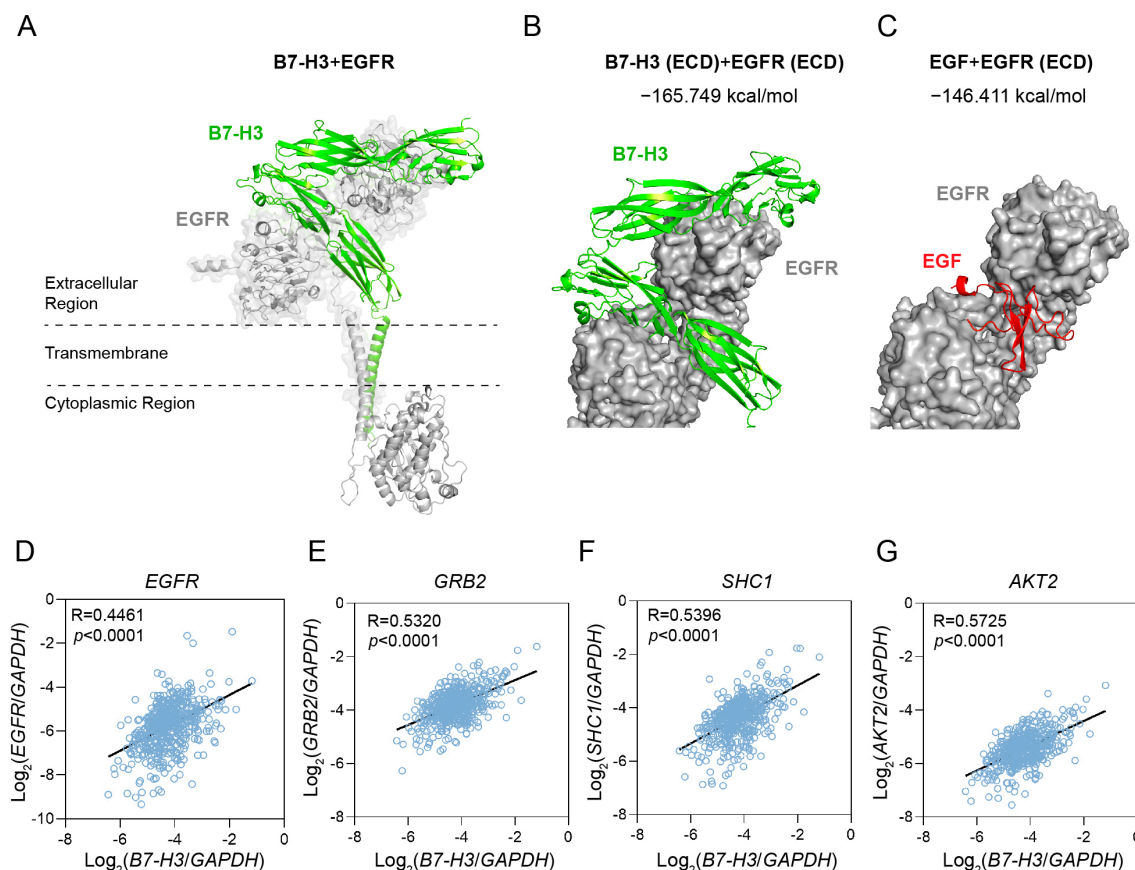 A
B7-H3+EGFR
B7-H3
EGFR
Extracellular
Region
Transmembrane
Cytoplasmic Region
B
B7-H3 (ECD)+EGFR (ECD)
−165.749 kcal/mol
B7-H3
EGFR
C
EGF+EGFR (ECD)
−146.411 kcal/mol
EGFR
EGF
D
EGFR
R=0.4461
p<0.0001
Log2(EGFR/GAPDH)
0
-2
-4
-6
-8
-10
-8
-6
-4
-2
0
Log2(B7-H3/GAPDH)
E
GRB2
R=0.5320
p<0.0001
Log2(GRB2/GAPDH)
0
-2
-4
-6
-8
-8
-6
-4
-2
0
Log2(B7-H3/GAPDH)
F
SHC1
R=0.5396
p<0.0001
Log2(SHC1/GAPDH)
0
-2
-4
-6
-8
-8
-6
-4
-2
0
Log2(B7-H3/GAPDH)
G
AKT2
R=0.5725
p<0.0001
Log2(AKT2/GAPDH)
0
-2
-4
-6
-8
-8
-6
-4
-2
0
Log2(B7-H3/GAPDH)